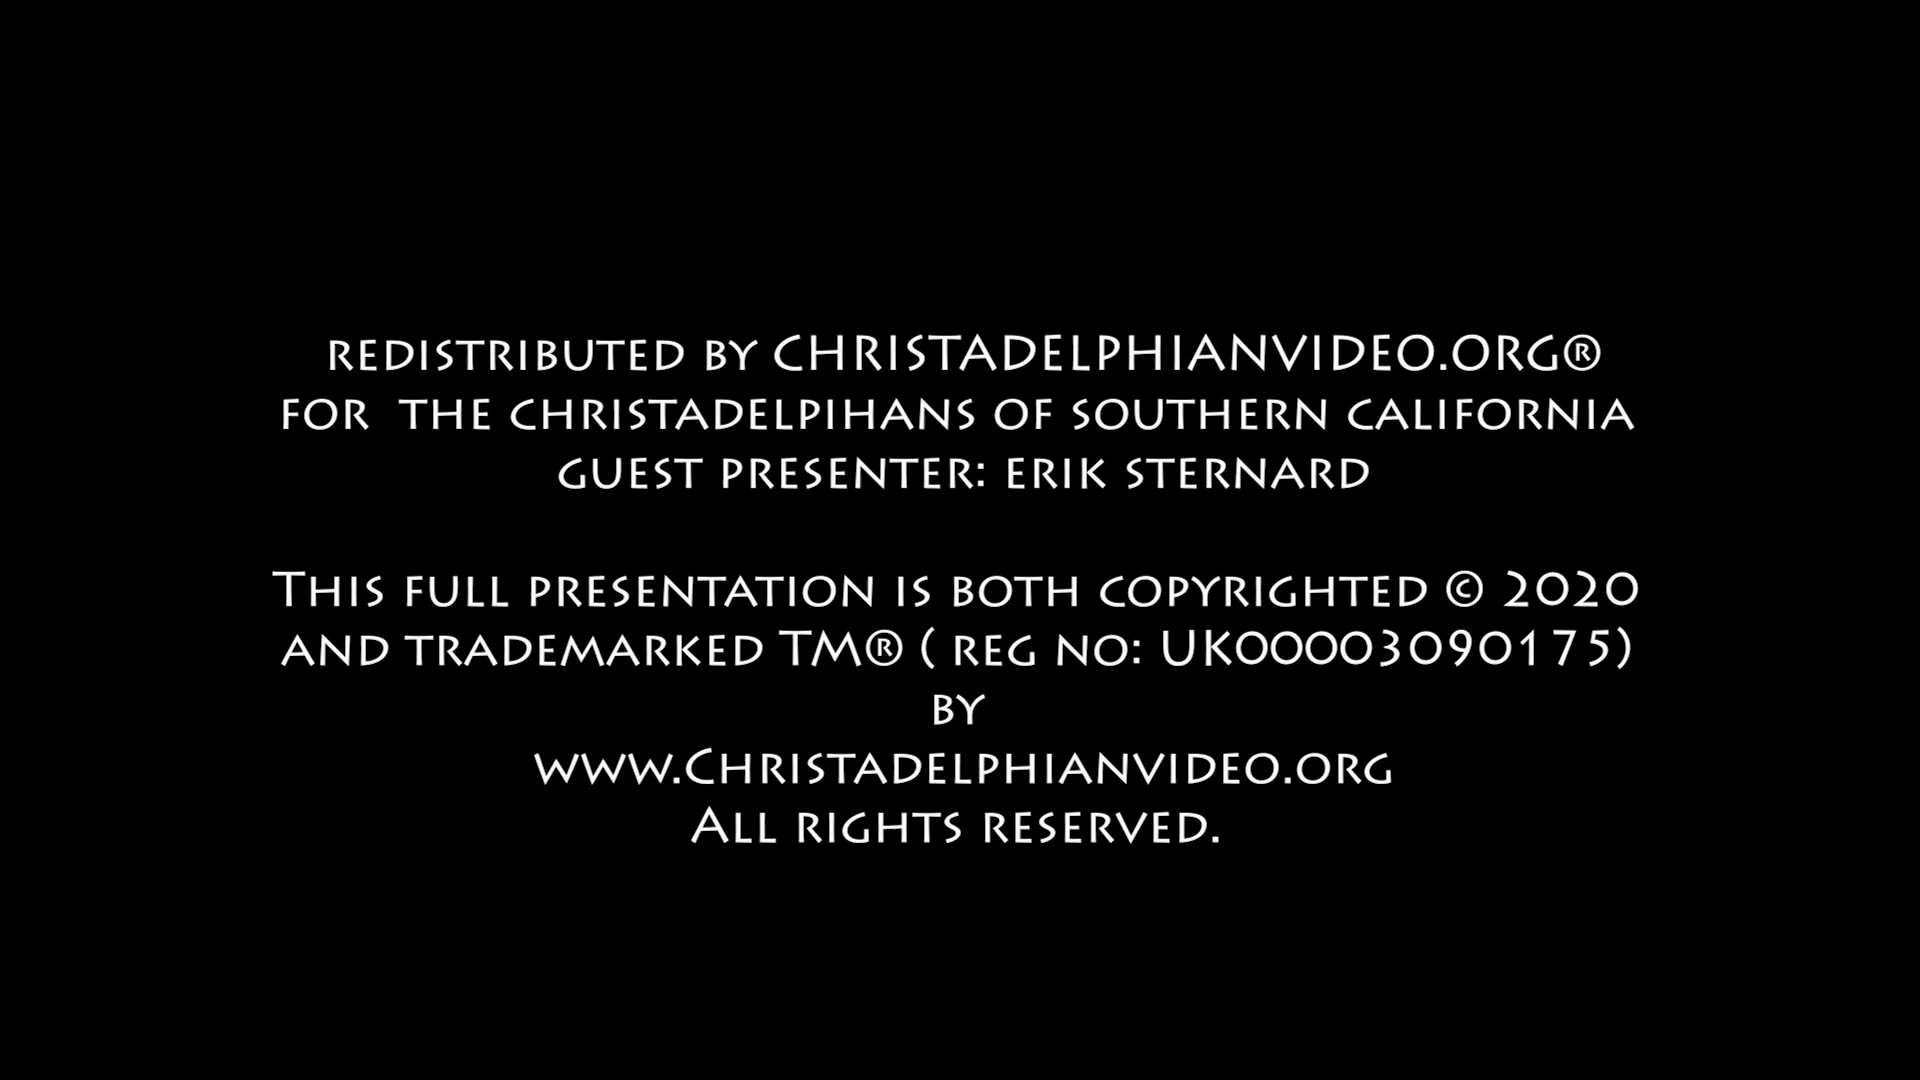 REDISTRIBUTED BY CHRISTADELPHIANVIDEO.ORG®
FOR THE CHRISTADELPIHANS OF SOUTHERN CALIFORNIA
GUEST PRESENTER: ERIK STERNARD
THIS FULL PRESENTATION IS BOTH COPYRIGHTED © 2020
AND TRADEMARKED TM® ( REG NO: UK00003090175)
BY
WWW.CHRISTADELPHIANVIDEO.ORG
ALL RIGHTS RESERVED.